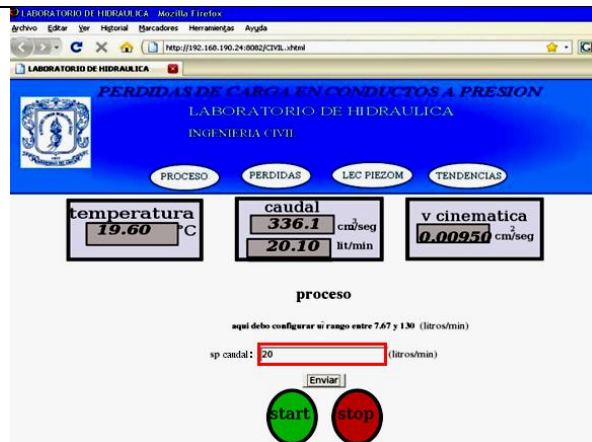 LABORATORIO DE HIDRAULICA Mozilla Firefox
Archivo Editar Ver Historial Marcadores Herramientas Ayuda
http://192.168.190.24:8082/CIVIL.xhtml
LABORATORIO DE HIDRAULICA
PERDIDAS DE CARGA EN CONDUCTOS A PRESION
LABORATORIO DE HIDRAULICA
INGENIERIA CIVIL
PROCESO PERDIDAS LEC PIEZOM TENDENCIAS
temperatura caudal v cinematica
19.60 °C 336.1 cm3/seg 0.00950 cm2/seg
20.10 lit/min
proceso
aqui debo configurar ui rango entre 7.67 y 130 (litros/min)
sp caudal: 20 (litros/min)
Enviar
start stop